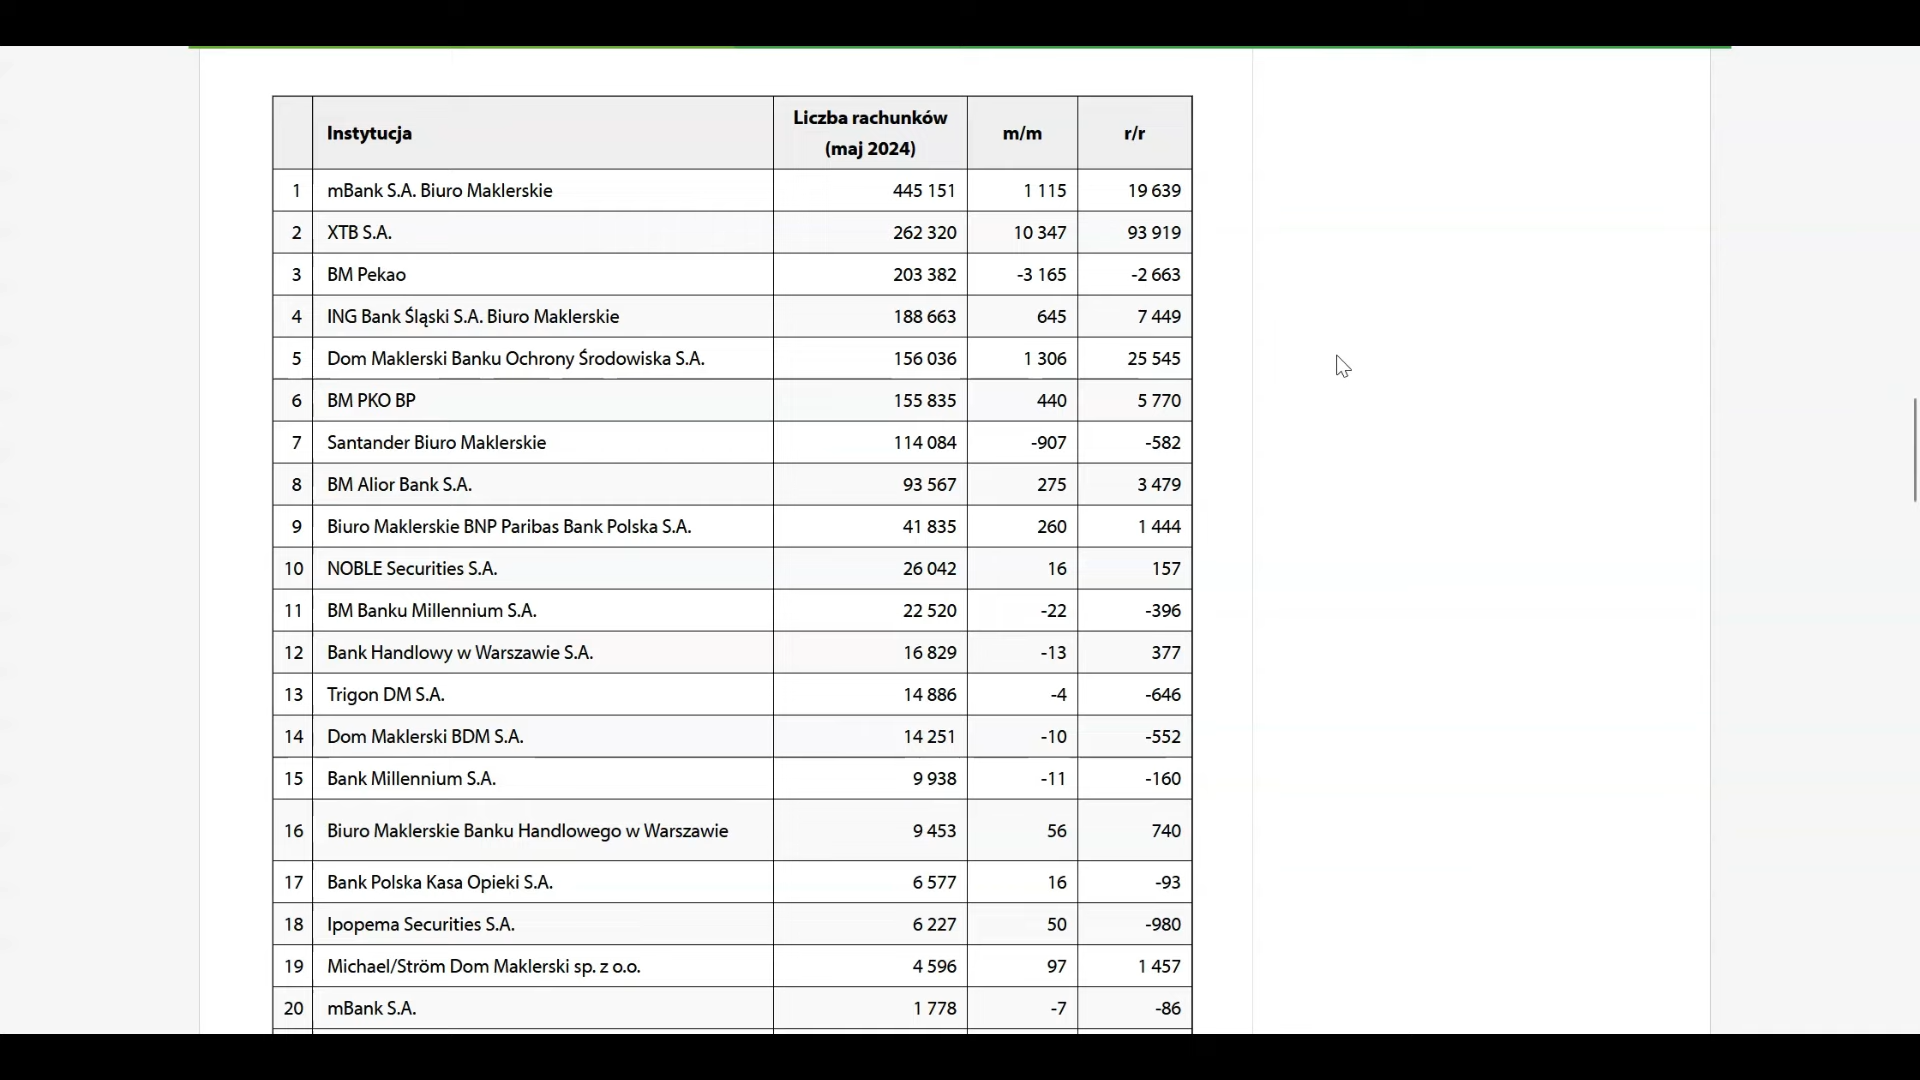 Instytucja Liczba rachunków (maj 2024) m/m r/r
1 mBank S.A. Biuro Maklerskie 445 151 1 115 19 639
2 XTB S.A. 262 320 10 347 93 919
3 BM Pekao 203 382 -3 165 -2 663
4 ING Bank Śląski S.A. Biuro Maklerskie 188 663 645 7 449
5 Dom Maklerski Banku Ochrony Środowiska S.A. 156 036 1 306 25 545
6 BM PKO BP 155 835 440 5 770
7 Santander Biuro Maklerskie 114 084 -907 -582
8 BM Alior Bank S.A. 93 567 275 3 479
9 Biuro Maklerskie BNP Paribas Bank Polska S.A. 41 835 260 1 444
10 NOBLE Securities S.A. 26 042 16 157
11 BM Banku Millennium S.A. 22 520 -22 -396
12 Bank Handlowy w Warszawie S.A. 16 829 -13 377
13 Trigon DM S.A. 14 886 -4 -646
14 Dom Maklerski BDM S.A. 14 251 -10 -552
15 Bank Millennium S.A. 9 938 -11 -160
16 Biuro Maklerskie Banku Handlowego w Warszawie 9 453 56 740
17 Bank Polska Kasa Opieki S.A. 6 577 16 -93
18 Ipopema Securities S.A. 6 227 50 -980
19 Michael/Ström Dom Maklerski sp. z o.o. 4 596 97 1 457
20 mBank S.A. 1 778 -7 -86